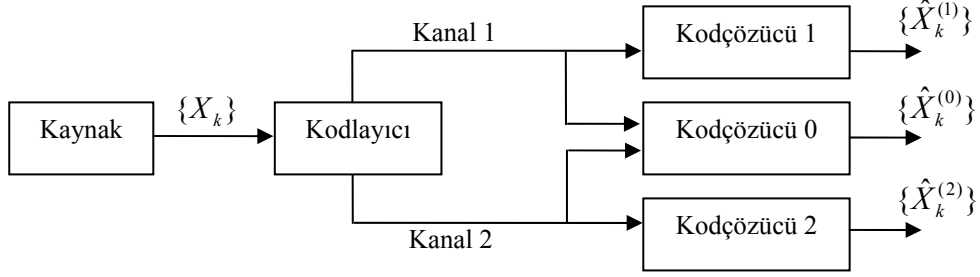 Kaynak
{X_k}
Kodlayıcı
Kanal 1
Kanal 2
Kodçözücü 1
{X̂_k^{(1)}}
Kodçözücü 0
{X̂_k^{(0)}}
Kodçözücü 2
{X̂_k^{(2)}}